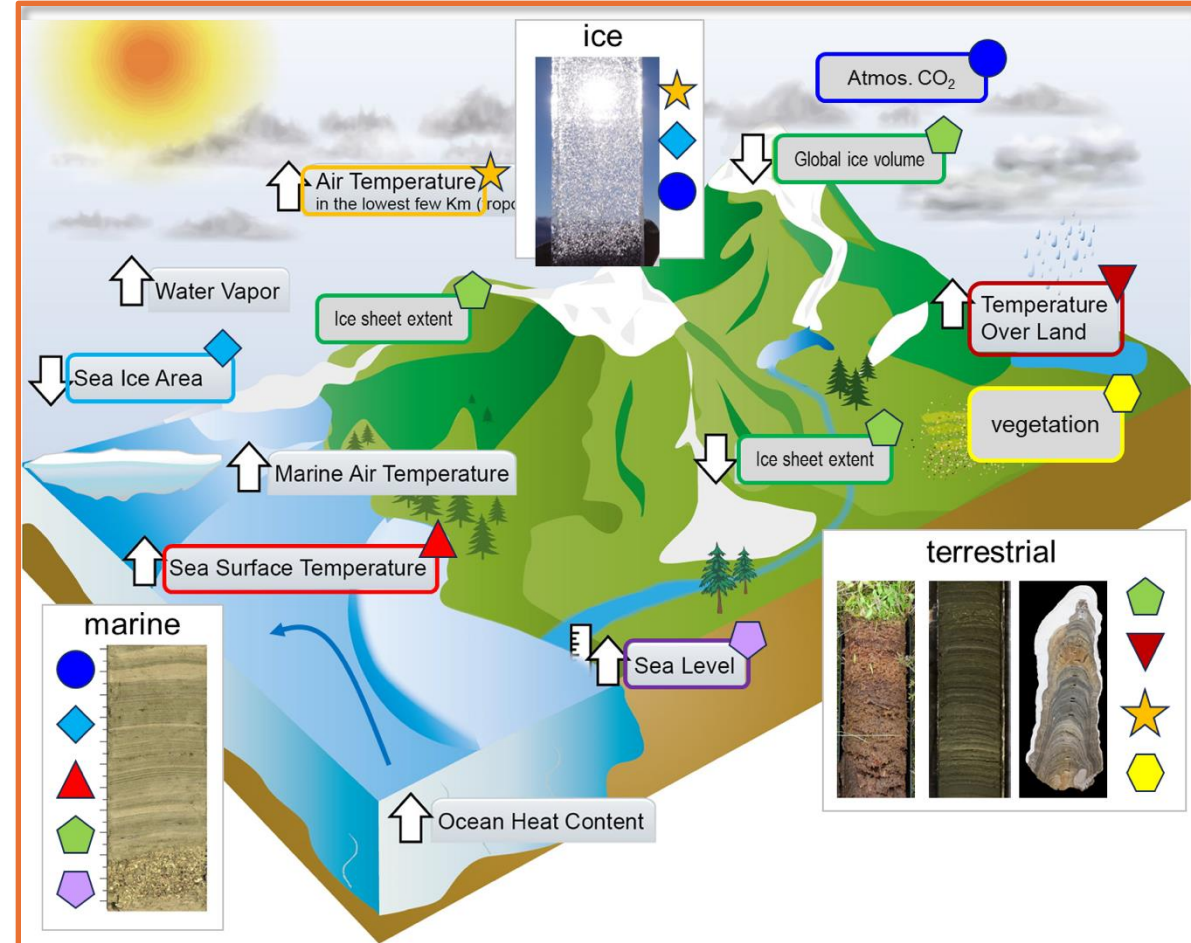 ice
Atmos. CO₂
Global ice volume
Air Temperature
in the lowest few Km (tropo
Water Vapor
Ice sheet extent
Temperature
Over Land
Sea Ice Area
vegetation
Ice sheet extent
Marine Air Temperature
Sea Surface Temperature
terrestrial
marine
Sea Level
Ocean Heat Content